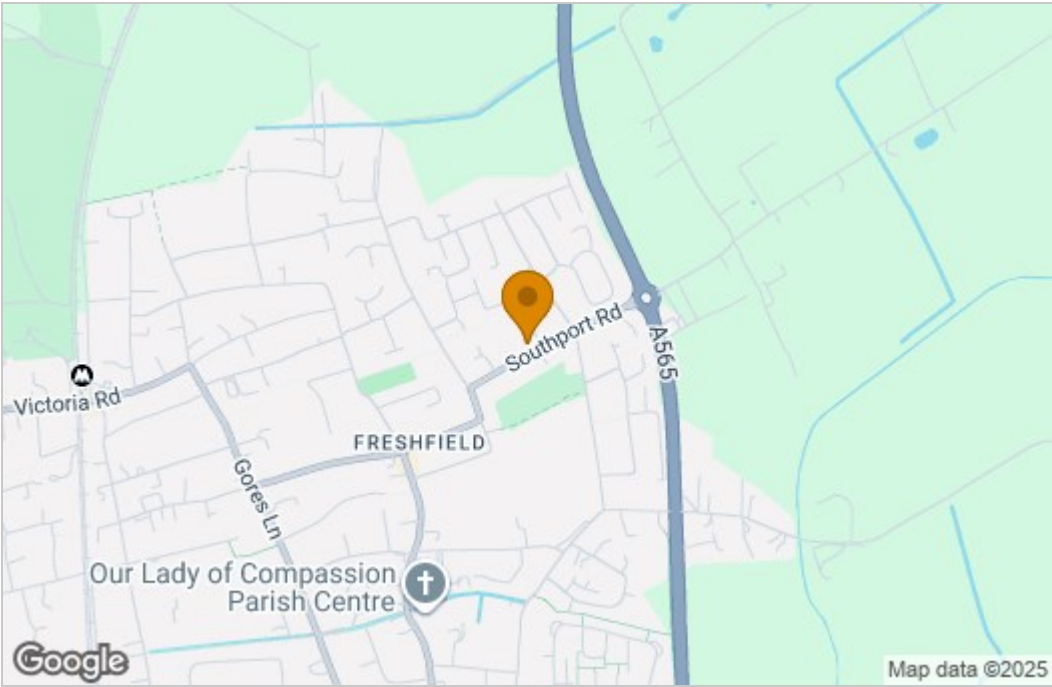 Southport Rd
A565
Victoria Rd
FRESHFIELD
Gores Ln
Our Lady of Compassion
Parish Centre
Google
Map data ©2025